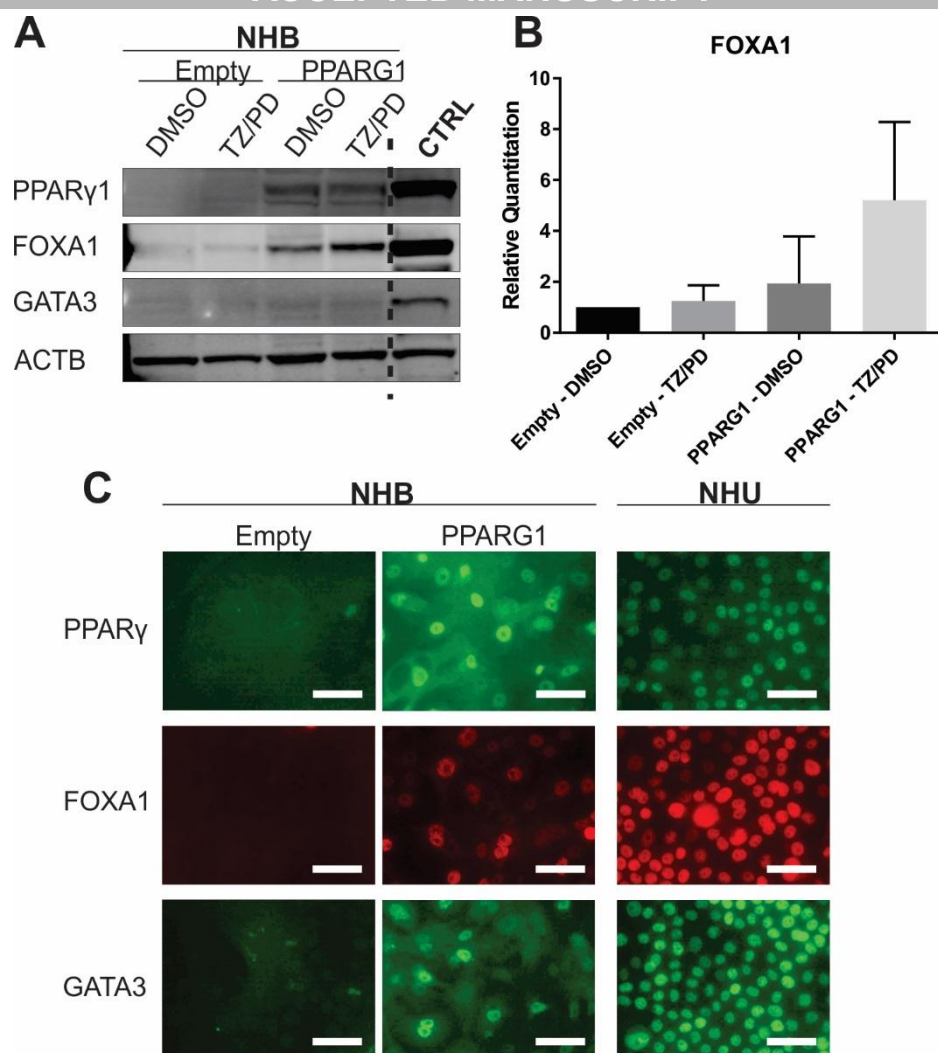 A
NHB
Empty PPARG1
DMSO TZ/PD DMSO TZ/PD CTRL
PPARγ1
FOXA1
GATA3
ACTB
B
FOXA1
Relative Quantitation
10
8
6
4
2
0
Empty - DMSO
Empty - TZ/PD
PPARG1 - DMSO
PPARG1 - TZ/PD
C
NHB NHU
Empty PPARG1
PPARγ
FOXA1
GATA3